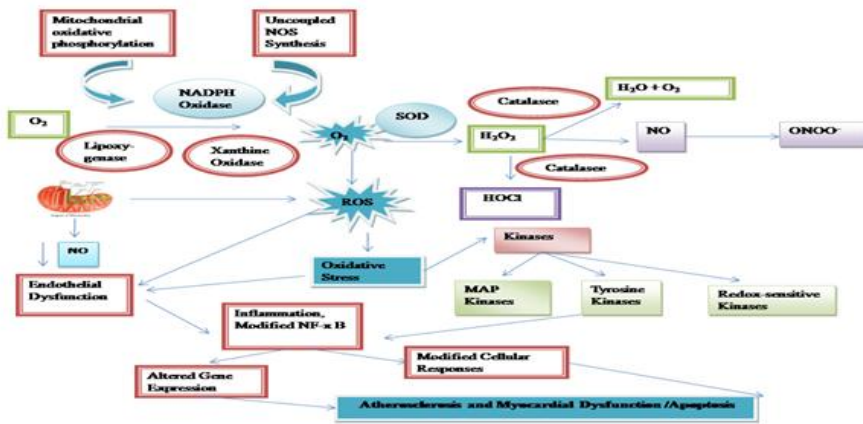 Mitochondrial
oxidative
phosphorylation
Uncoupled
NOS
Synthesis
NADPH
Oxidase
O₂
Lipoxy-
genase
Xanthine
Oxidase
O₂
SOD
H₂O₂
Catalasee
H₂O + O₂
NO
ONOO⁻
Catalasee
HOCl
ROS
NO
Endothelial
Dysfunction
Oxidative
Stress
Kinases
MAP
Kinases
Tyrosine
Kinases
Redox-sensitive
Kinases
Inflammation,
Modified NF-x B
Altered Gene
Expression
Modified Cellular
Responses
Atherosclerosis and Myocardial Dysfunction /Apoptosis